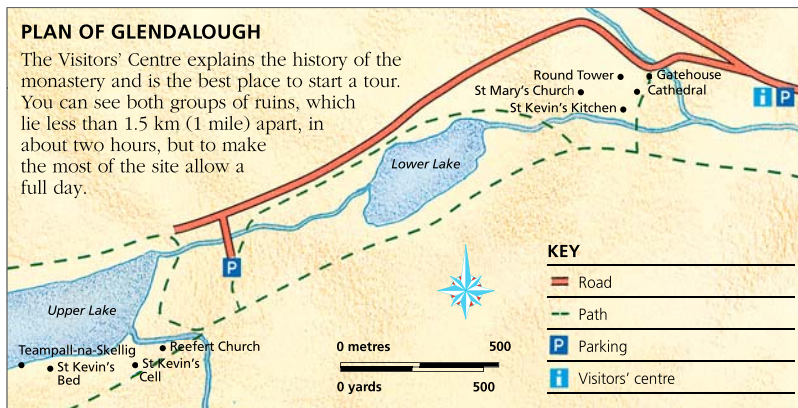 PLAN OF GLENDALOUGH
The Visitors’ Centre explains the history of the
monastery and is the best place to start a tour.
You can see both groups of ruins, which
lie less than 1.5 km (1 mile) apart, in
about two hours, but to make
the most of the site allow a
full day.
Round Tower
Gatehouse
St Mary’s Church
Cathedral
St Kevin’s Kitchen
i P
Lower Lake
P
Upper Lake
Teampall-na-Skellig
St Kevin’s
Bed
Reefert Church
St Kevin’s
Cell
0 metres 500
0 yards 500
KEY
Road
Path
P Parking
i Visitors’ centre